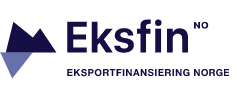 Eksfin NO
EKSPORTFINANSIERING NORGE